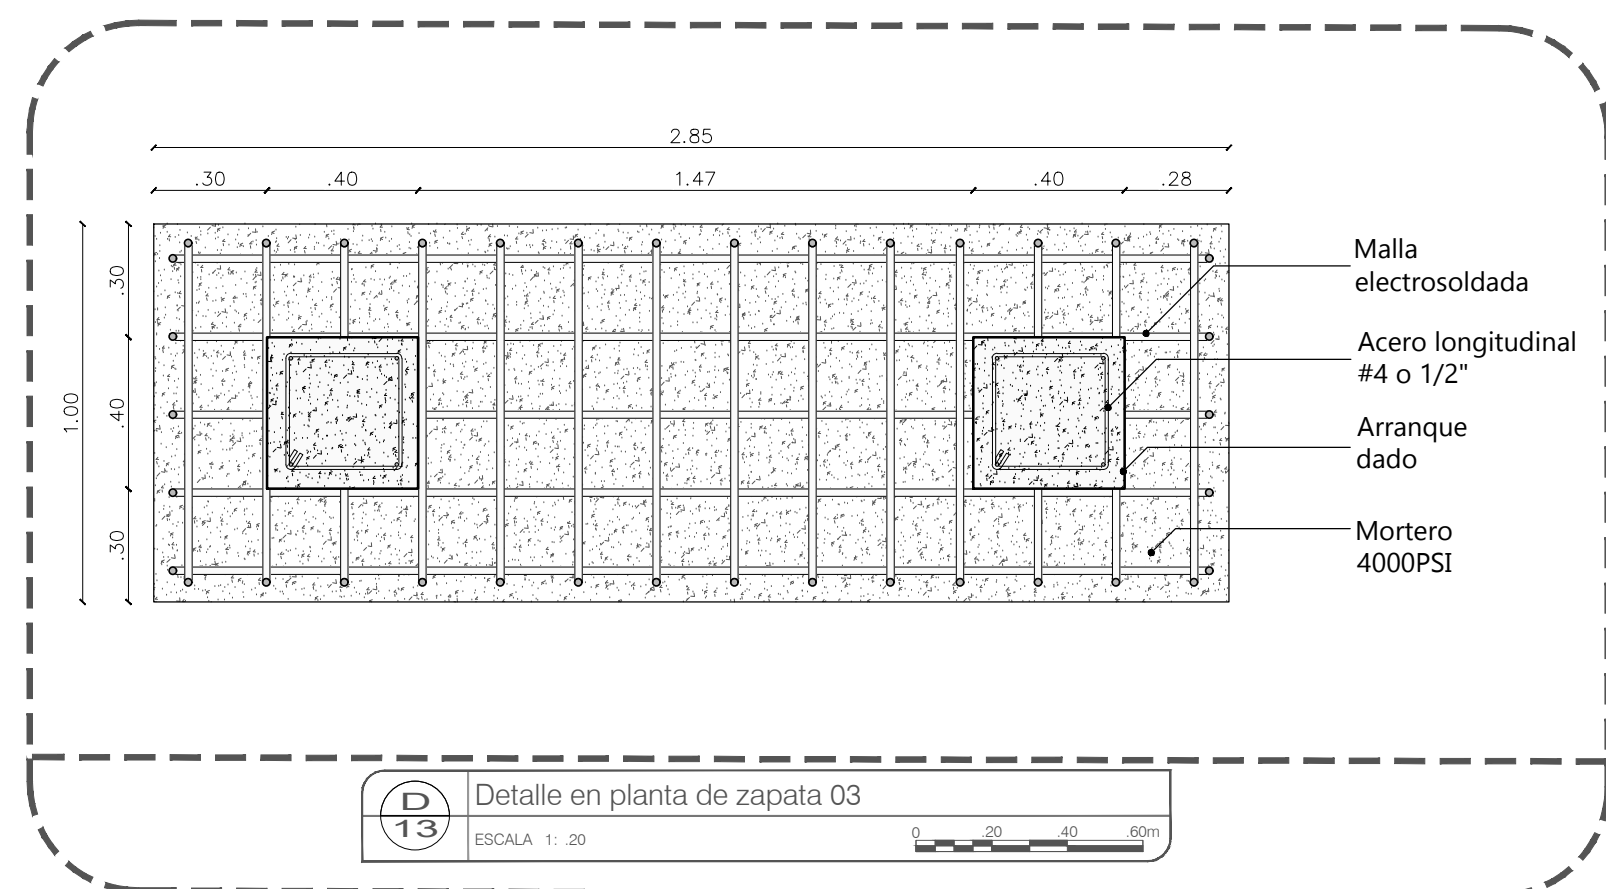 2.85
.30 .40 1.47 .40 .28
1.00
.30
.40
.30
Malla
electrosoldada
Acero longitudinal
#4 o 1/2"
Arranque
dado
Mortero
4000PSI
D
13
Detalle en planta de zapata 03
ESCALA 1: .20
0 .20 .40 .60m